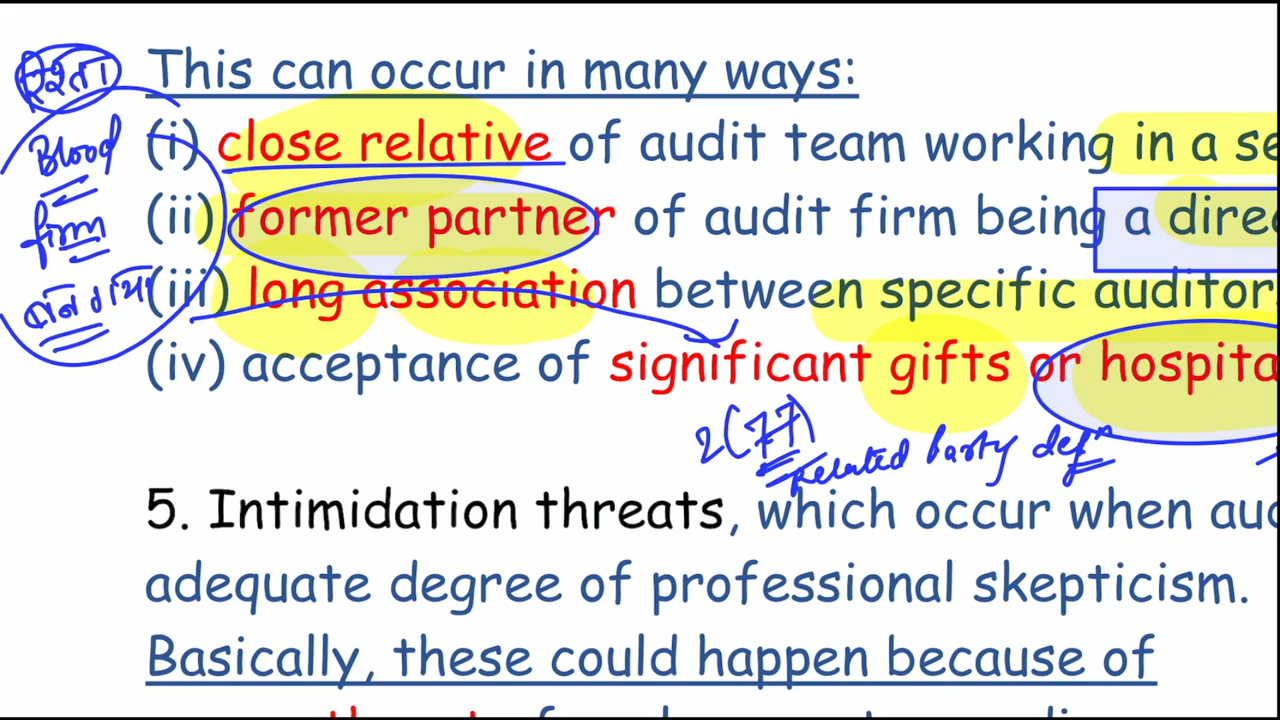 This can occur in many ways:
(i) close relative of audit team working in a se
(ii) former partner of audit firm being a direc
(iii) long association between specific auditor
(iv) acceptance of significant gifts or hospita
रिश्ता
Blood
firm
2(77)
related party defn
5. Intimidation threats, which occur when aud
adequate degree of professional skepticism.
Basically, these could happen because of